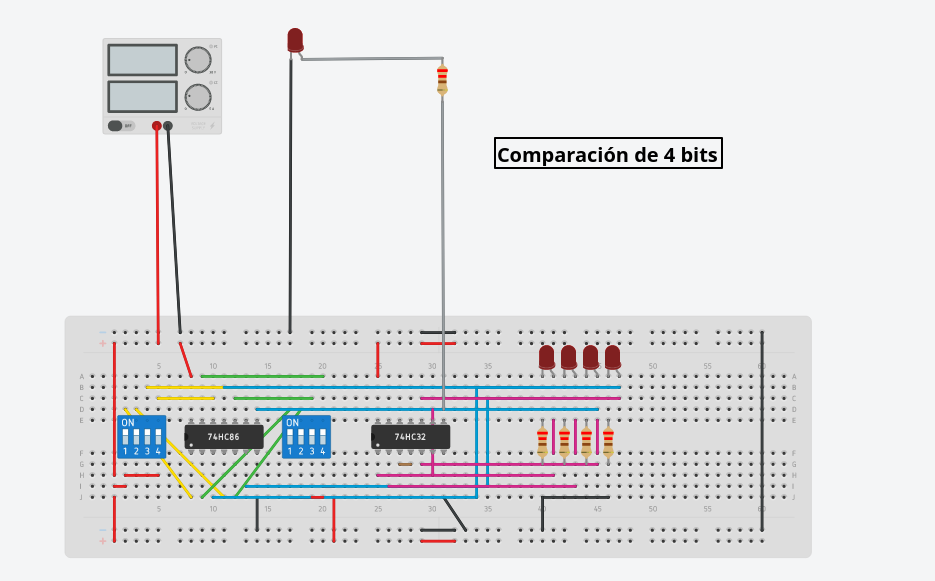 OFF
Comparación de 4 bits
5 10 15 20 25 30 35 40 45 50 55 60
A A
B B
C C
D D
E E
ON ON
74HC86 74HC32
1 2 3 4 1 2 3 4
F F
G G
H H
I I
J J
5 10 15 20 25 30 35 40 45 50 55 60